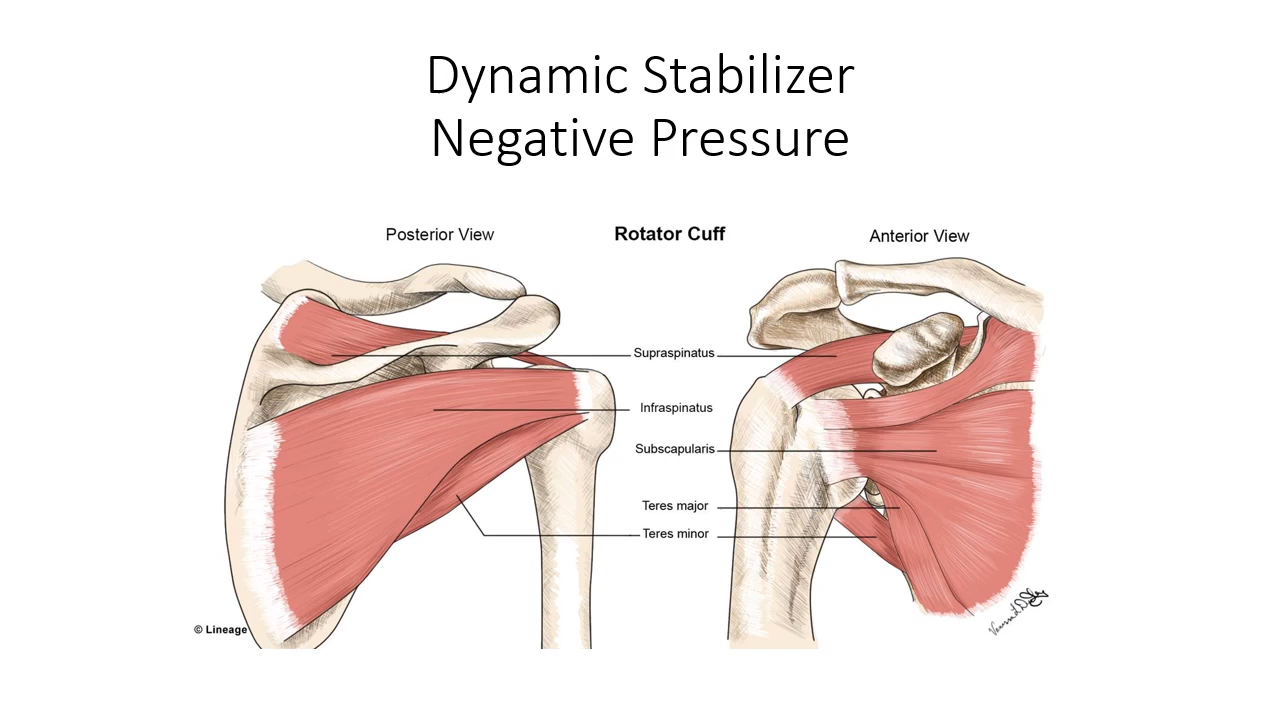 Dynamic Stabilizer
Negative Pressure
Posterior View
Rotator Cuff
Anterior View
Supraspinatus
Infraspinatus
Subscapularis
Teres major
Teres minor
© Lineage